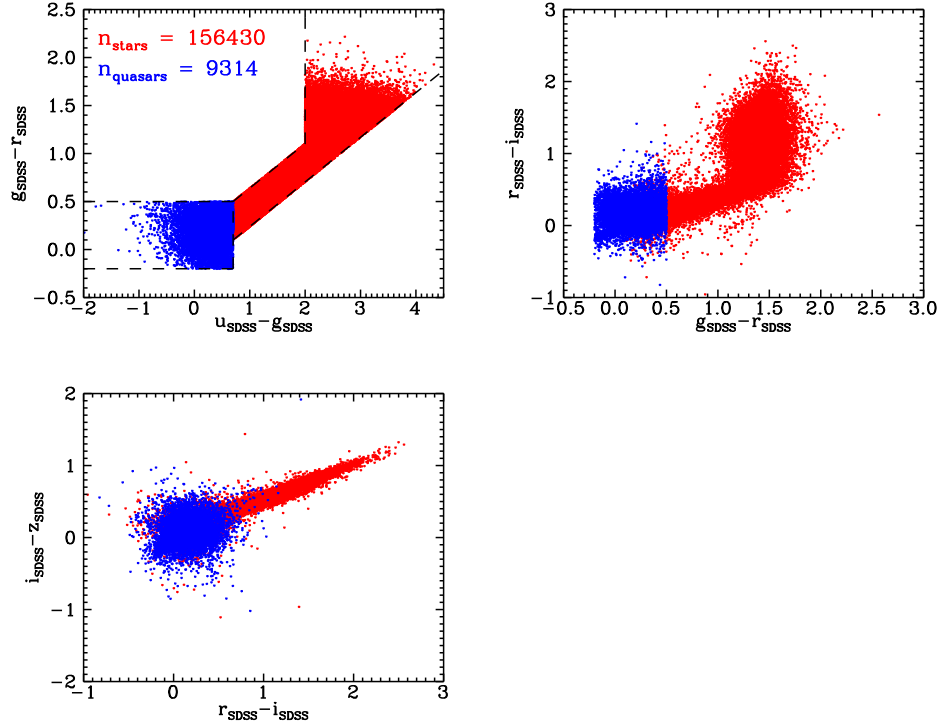 n_stars = 156430
n_quasars = 9314
2.5
2.0
1.5
1.0
0.5
0.0
−0.5
g_SDSS−r_SDSS
−2 −1 0 1 2 3 4
u_SDSS−g_SDSS
3
2
1
0
−1
r_SDSS−i_SDSS
−0.5 0.0 0.5 1.0 1.5 2.0 2.5 3.0
g_SDSS−r_SDSS
2
1
0
−1
−2
i_SDSS−z_SDSS
−1 0 1 2 3
r_SDSS−i_SDSS